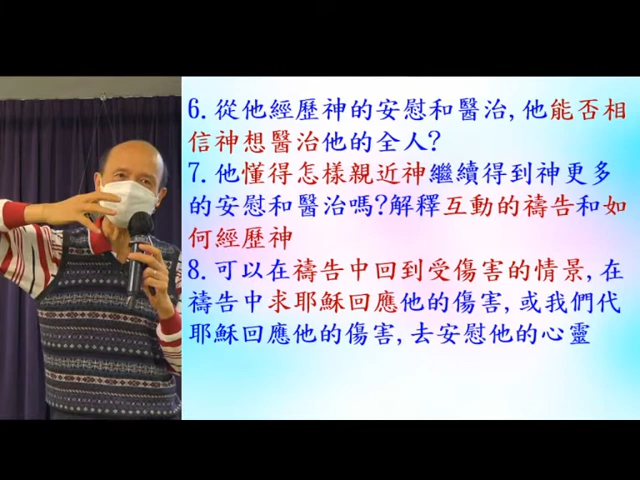 6.從他經歷神的安慰和醫治,他能否相
信神想醫治他的全人?
7.他懂得怎樣親近神繼續得到神更多
的安慰和醫治嗎?解釋互動的禱告和如
何經歷神
8.可以在禱告中回到受傷害的情景,在
禱告中求耶穌回應他的傷害,或我們代
耶穌回應他的傷害,去安慰他的心靈